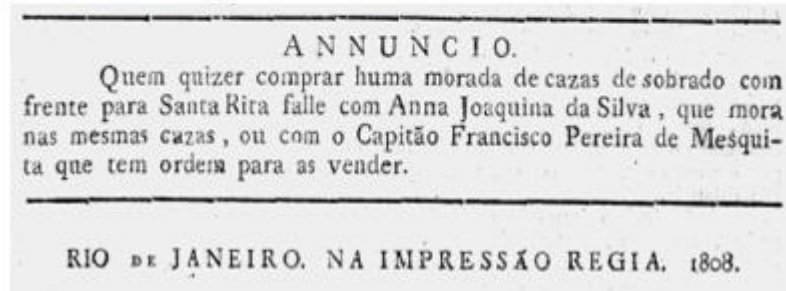 ANNUNCIO.
Quem quizer comprar huma morada de cazas de sobrado com
frente para Santa Rita falle com Anna Joaquina da Silva, que mora
nas mesmas cazas, ou com o Capitão Francisco Pereira de Mesqui-
ta que tem ordem para as vender.
RIO DE JANEIRO. NA IMPRESSÃO REGIA. 1808.